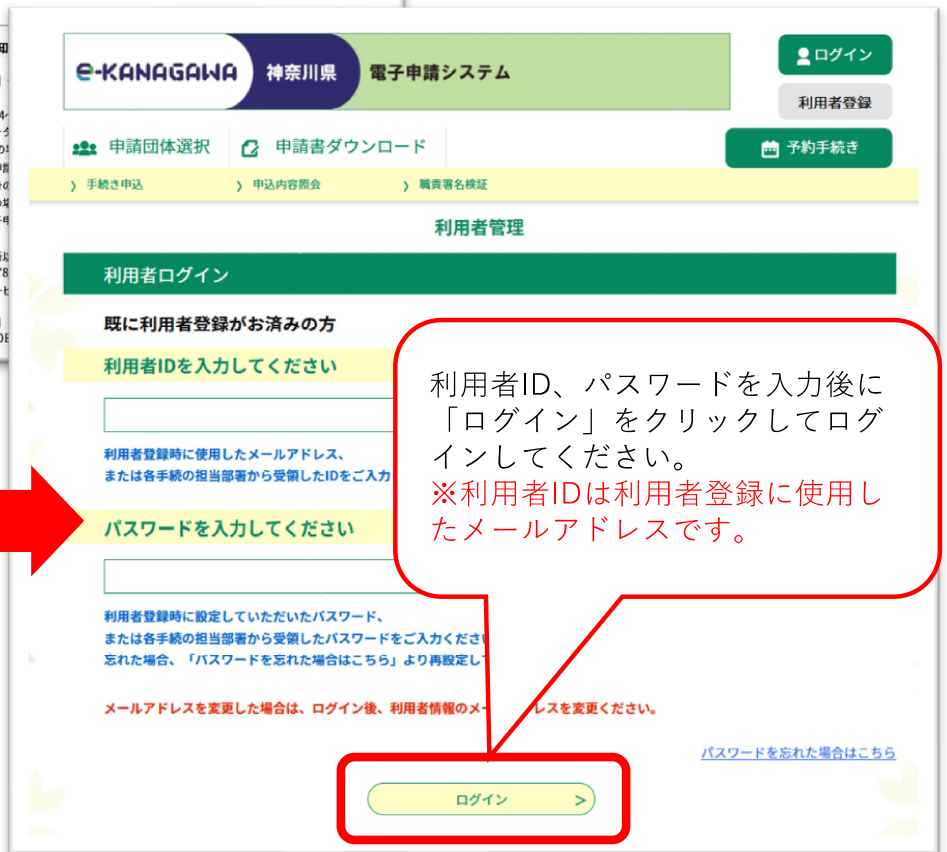 e-KANAGAWA 神奈川県 電子申請システム
ログイン
利用者登録
申請団体選択 申請書ダウンロード
予約手続き
手続き申込 申込内容照会 職責署名検証
利用者管理
利用者ログイン
既に利用者登録がお済みの方
利用者IDを入力してください
利用者登録時に使用したメールアドレス、
または各手続の担当部署から受領したIDをご入力
パスワードを入力してください
利用者登録時に設定していただいたパスワード、
または各手続の担当部署から受領したパスワードをご入力くださ
忘れた場合、「パスワードを忘れた場合はこちら」より再設定し
メールアドレスを変更した場合は、ログイン後、利用者情報のメー レスを変更ください。
パスワードを忘れた場合はこちら
ログイン >
利用者ID、パスワードを入力後に
「ログイン」をクリックしてログ
インしてください。
※利用者IDは利用者登録に使用し
たメールアドレスです。